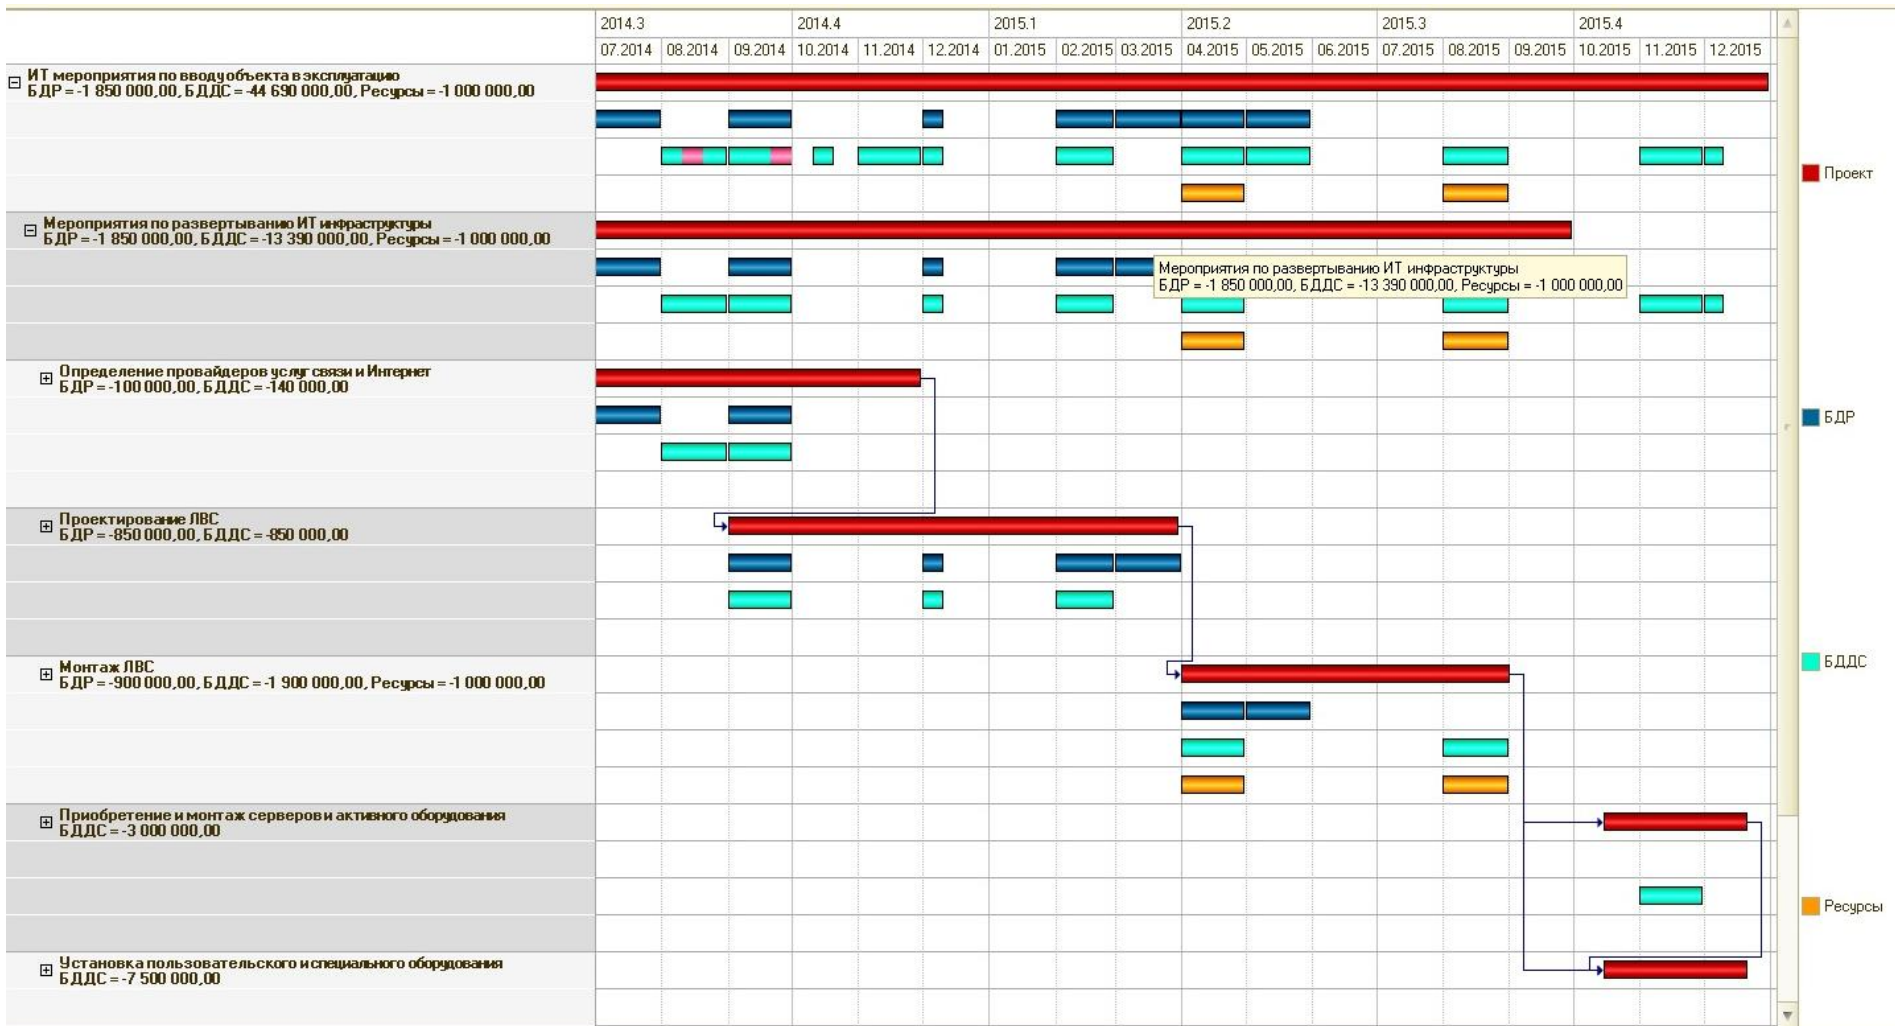 2014.3 2014.4 2015.1 2015.2 2015.3 2015.4
07.2014 08.2014 09.2014 10.2014 11.2014 12.2014 01.2015 02.2015 03.2015 04.2015 05.2015 06.2015 07.2015 08.2015 09.2015 10.2015 11.2015 12.2015
ИТ мероприятия по вводу объекта в эксплуатацию
БДР = -1 850 000,00, БДДС = -44 690 000,00, Ресурсы = -1 000 000,00
Проект
Мероприятия по развертыванию ИТ инфраструктуры
БДР = -1 850 000,00, БДДС = -13 390 000,00, Ресурсы = -1 000 000,00
Мероприятия по развертыванию ИТ инфраструктуры
БДР = -1 850 000,00, БДДС = -13 390 000,00, Ресурсы = -1 000 000,00
Определение провайдеров услуг связи и Интернет
БДР = -100 000,00, БДДС = -140 000,00
БДР
Проектирование ЛВС
БДР = -850 000,00, БДДС = -850 000,00
БДДС
Монтаж ЛВС
БДР = -900 000,00, БДДС = -1 900 000,00, Ресурсы = -1 000 000,00
Приобретение и монтаж серверов и активного оборудования
БДДС = -3 000 000,00
Ресурсы
Установка пользовательского и специального оборудования
БДДС = -7 500 000,00